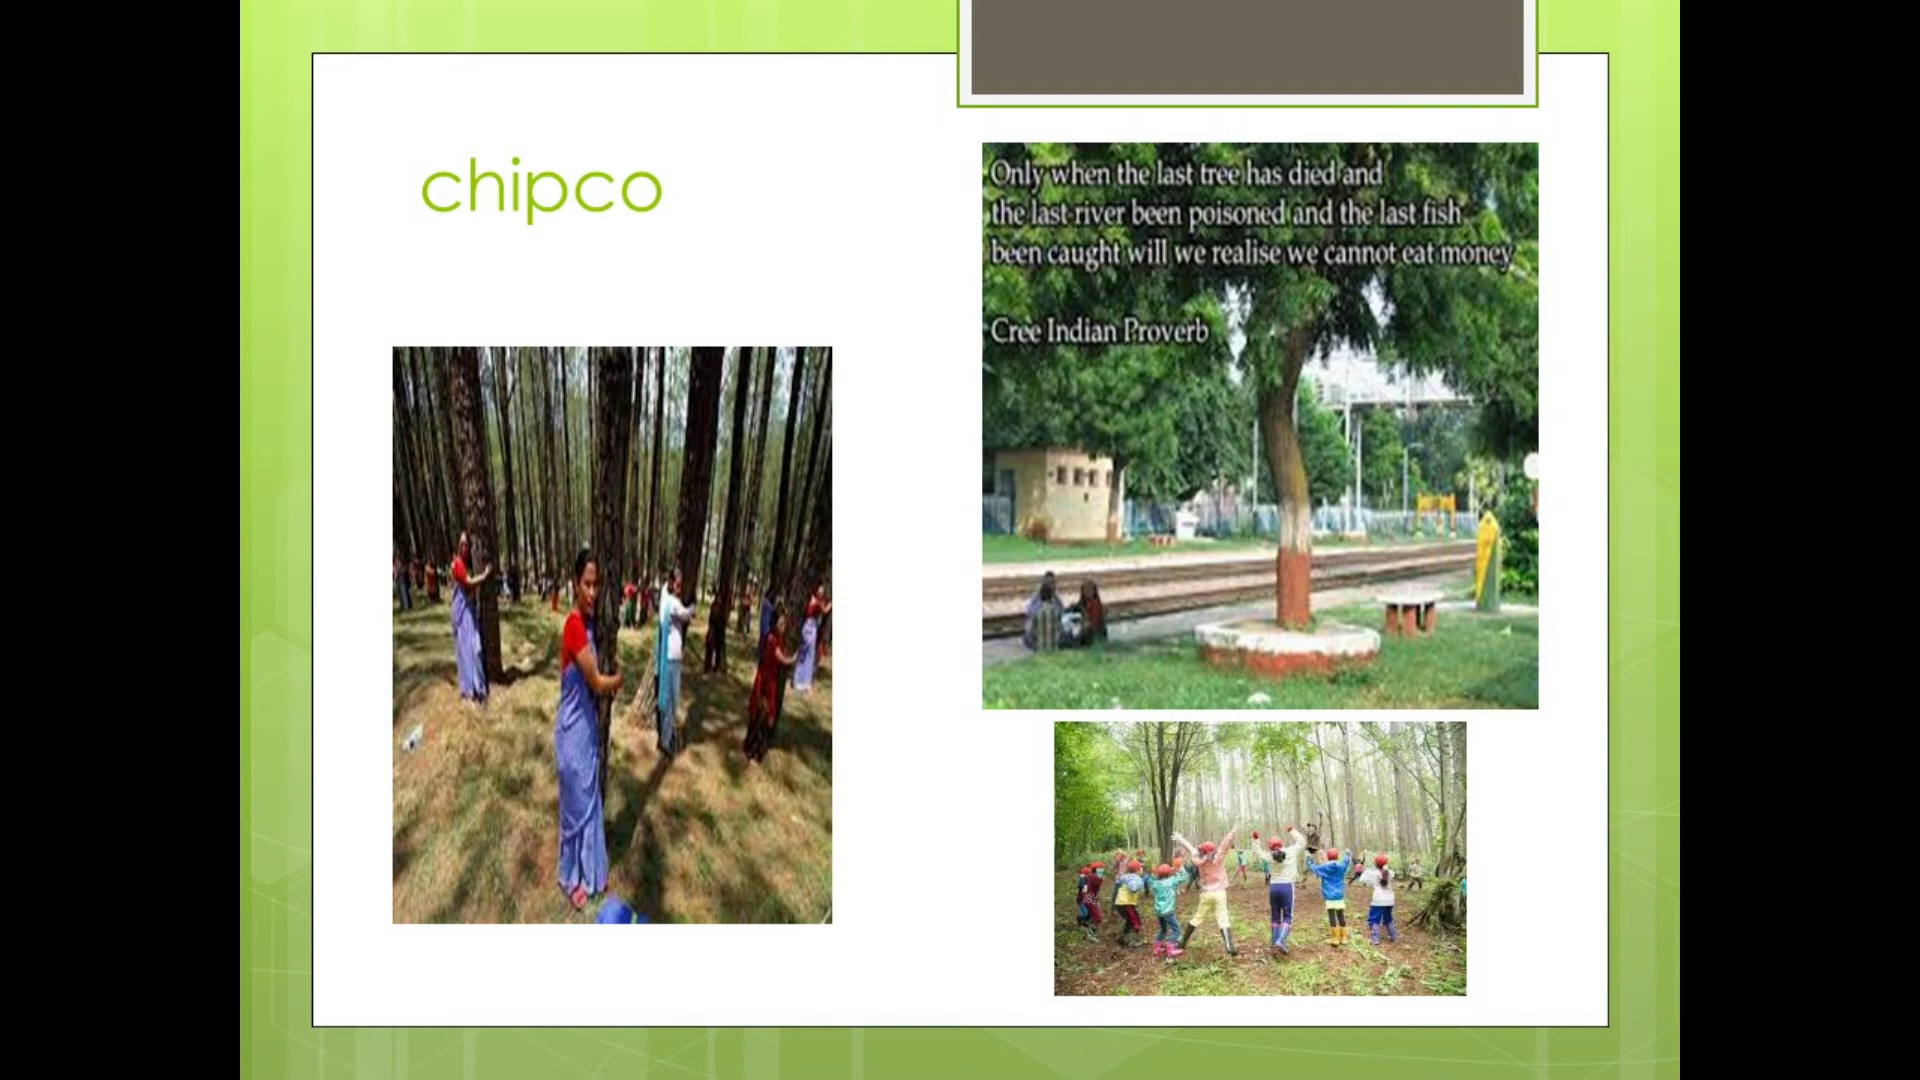 chipco
Only when the last tree has died and
the last river been poisoned and the last fish
been caught will we realise we cannot eat money
Cree Indian Proverb